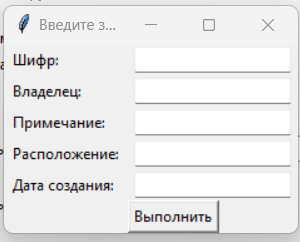 Введите з...
Шифр:
Владелец:
Примечание:
Расположение:
Дата создания:
Выполнить